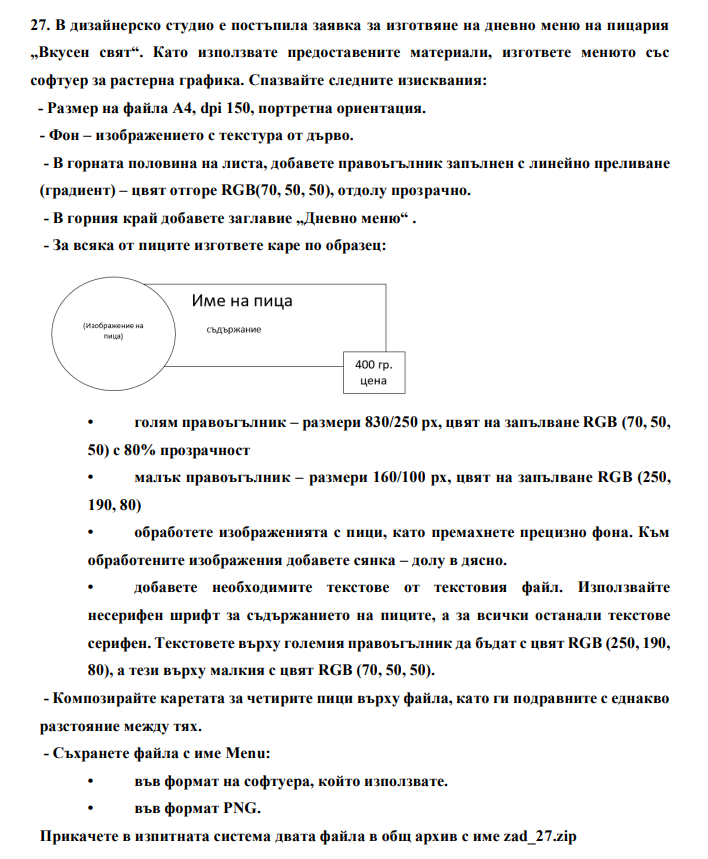 27. В дизайнерско студио е постъпила заявка за изготвяне на дневно меню на пицария
„Вкусен свят“. Като използвате предоставените материали, изгответе менюто със
софтуер за растерна графика. Спазвайте следните изисквания:
- Размер на файла А4, dpi 150, портретна ориентация.
- Фон – изображението с текстура от дърво.
- В горната половина на листа, добавете правоъгълник запълнен с линейно преливане
(градиент) – цвят отгоре RGB(70, 50, 50), отдолу прозрачно.
- В горния край добавете заглавие „Дневно меню“ .
- За всяка от пиците изгответе каре по образец:
Име на пица
(Изображение на
пица)
съдържание
400 гр.
цена
• голям правоъгълник – размери 830/250 px, цвят на запълване RGB (70, 50,
50) с 80% прозрачност
• малък правоъгълник – размери 160/100 px, цвят на запълване RGB (250,
190, 80)
• обработете изображенията с пици, като премахнете прецизно фона. Към
обработените изображения добавете сянка – долу в дясно.
• добавете необходимите текстове от текстовия файл. Използвайте
несерифен шрифт за съдържанието на пиците, а за всички останали текстове
серифен. Текстовете върху големия правоъгълник да бъдат с цвят RGB (250, 190,
80), а тези върху малкия с цвят RGB (70, 50, 50).
- Композирайте каретата за четирите пици върху файла, като ги подравните с еднакво
разстояние между тях.
- Съхранете файла с име Menu:
• във формат на софтуера, който използвате.
• във формат PNG.
Прикачете в изпитната система двата файла в общ архив с име zad_27.zip